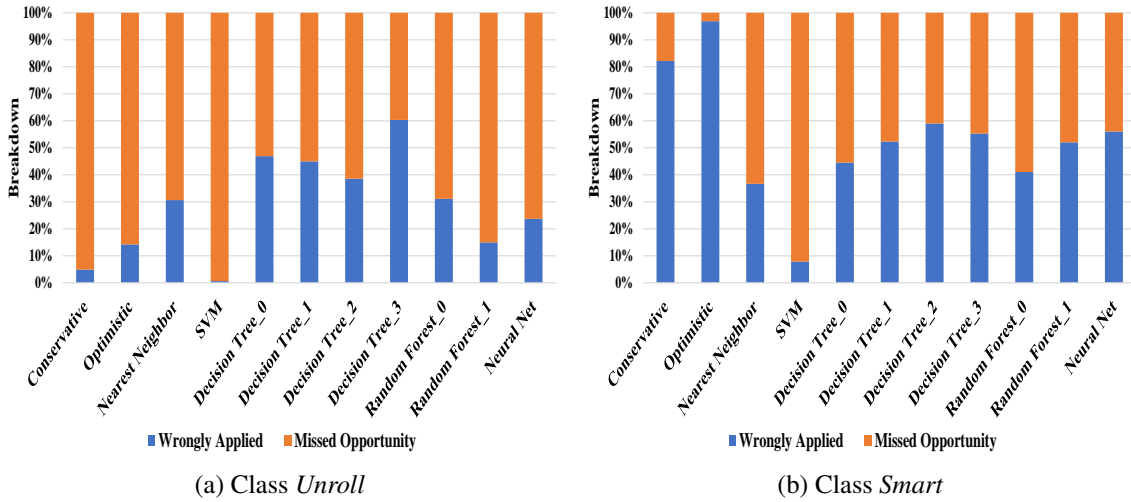 100%
90%
80%
70%
60%
50%
40%
30%
20%
10%
0%
Breakdown
Conservative
Optimistic
Nearest Neighbor
SVM
Decision Tree_0
Decision Tree_1
Decision Tree_2
Decision Tree_3
Random Forest_0
Random Forest_1
Neural Net
Wrongly Applied Missed Opportunity
(a) Class Unroll
100%
90%
80%
70%
60%
50%
40%
30%
20%
10%
0%
Breakdown
Conservative
Optimistic
Nearest Neighbor
SVM
Decision Tree_0
Decision Tree_1
Decision Tree_2
Decision Tree_3
Random Forest_0
Random Forest_1
Neural Net
Wrongly Applied Missed Opportunity
(b) Class Smart